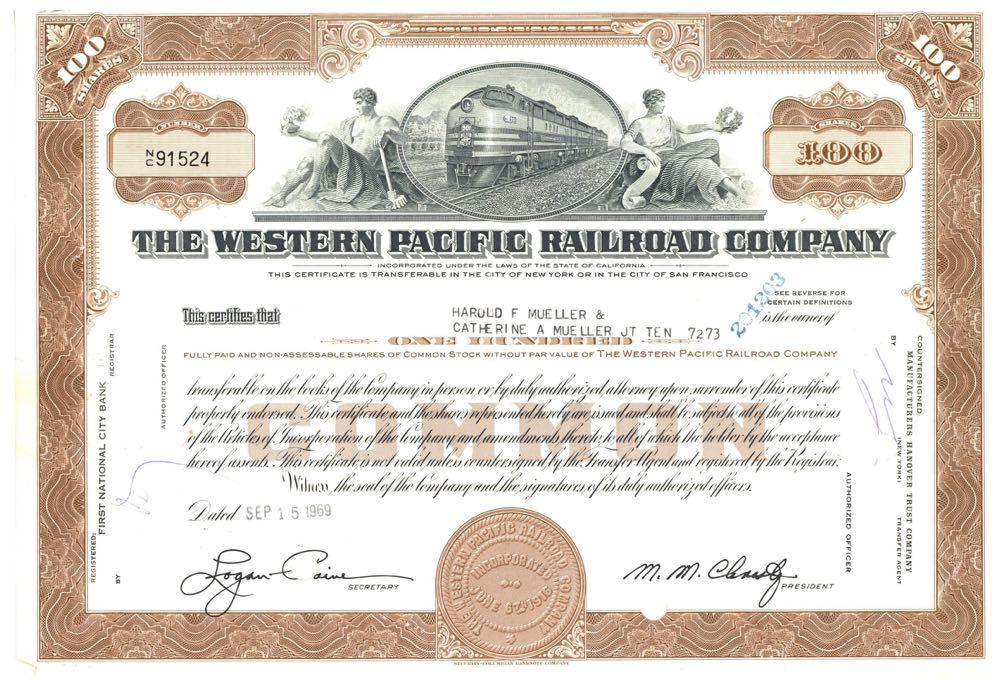 100 SHARES
100 SHARES
NUMBER
NC91524
SHARES
100
THE WESTERN PACIFIC RAILROAD COMPANY
INCORPORATED UNDER THE LAWS OF THE STATE OF CALIFORNIA
THIS CERTIFICATE IS TRANSFERABLE IN THE CITY OF NEW YORK OR IN THE CITY OF SAN FRANCISCO
201203
SEE REVERSE FOR
CERTAIN DEFINITIONS
This certifies that
HAROUD F MUELLER &
CATHERINE A MUELLER JT TEN 7273
is the owner of
ONE HUNDRED
FULLY PAID AND NON-ASSESSABLE SHARES OF COMMON STOCK WITHOUT PAR VALUE OF THE WESTERN PACIFIC RAILROAD COMPANY
COMMON
transferable on the books of the Company in person or by duly authorized attorney upon surrender of this certificate
properly endorsed. This certificate and the shares represented hereby are issued and shall be subject to all of the provisions
of the Articles of Incorporation of the Company and amendments thereto, to all of which the holder by the acceptance
hereof assents. This certificate is not valid unless countersigned by the Transfer Agent and registered by the Registrar.
Witness, the seal of the Company and the signatures of its duly authorized officers.
Dated SEP 15 1969
Logan Paine
SECRETARY
M. M. Christy
PRESIDENT
THE WESTERN PACIFIC RAILROAD COMPANY
INCORPORATED
JUNE 6TH 1916
REGISTERED:
FIRST NATIONAL CITY BANK
REGISTRAR
BY
AUTHORIZED OFFICER
COUNTERSIGNED:
MANUFACTURERS HANOVER TRUST COMPANY
(NEW YORK)
TRANSFER AGENT
BY
AUTHORIZED OFFICER
SECURITY-COLUMBIAN BANKNOTE COMPANY